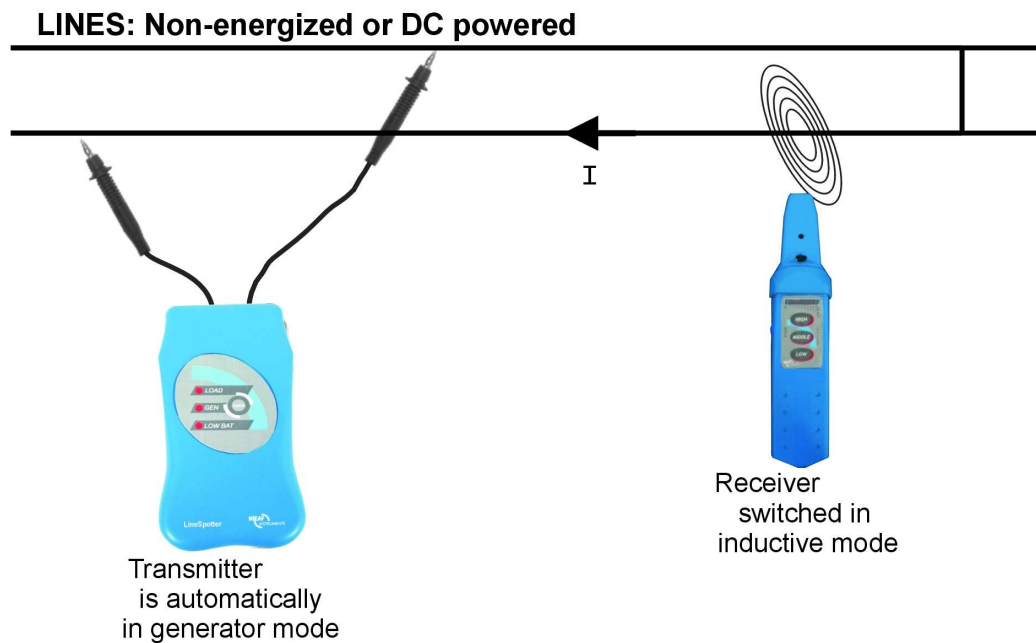 LINES: Non-energized or DC powered
I
HIGH
MIDDLE
LOW
LOAD
GEN
LOW BAT
LineSpotter
Receiver
switched in
inductive mode
Transmitter
is automatically
in generator mode